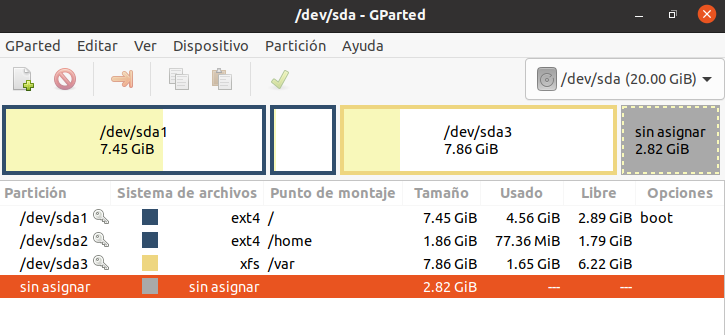 /dev/sda - GParted
GParted Editar Ver Dispositivo Partición Ayuda
/dev/sda (20.00 GiB)
/dev/sda1
7.45 GiB
/dev/sda3
7.86 GiB
sin asignar
2.82 GiB
Partición Sistema de archivos Punto de montaje Tamaño Usado Libre Opciones
/dev/sda1 ext4 / 7.45 GiB 4.56 GiB 2.89 GiB boot
/dev/sda2 ext4 /home 1.86 GiB 77.36 MiB 1.79 GiB
/dev/sda3 xfs /var 7.86 GiB 1.65 GiB 6.22 GiB
sin asignar sin asignar 2.82 GiB --- ---